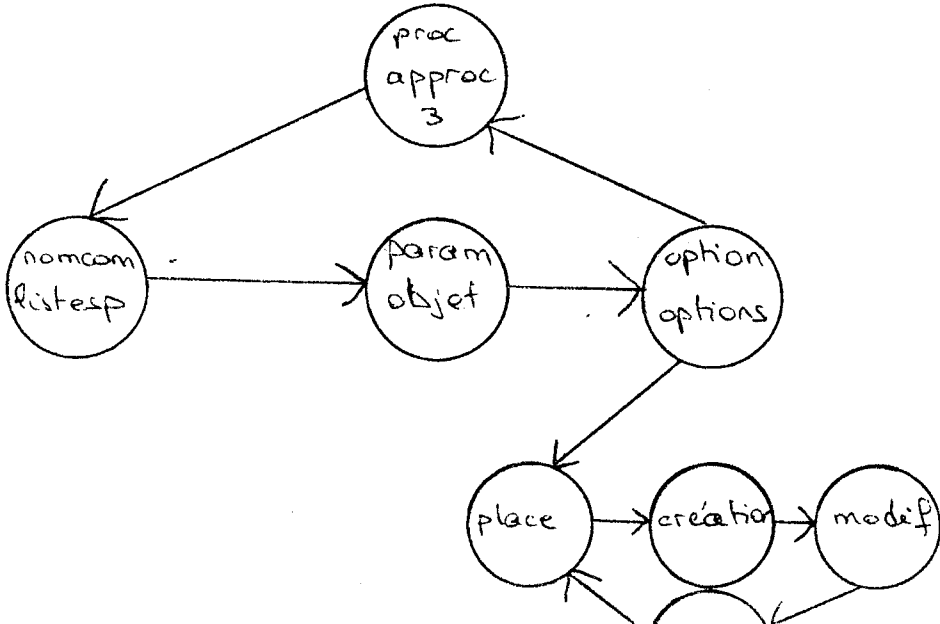 proc
approc
3
nomcom
listesp
param
objet
option
options
place
création
modif